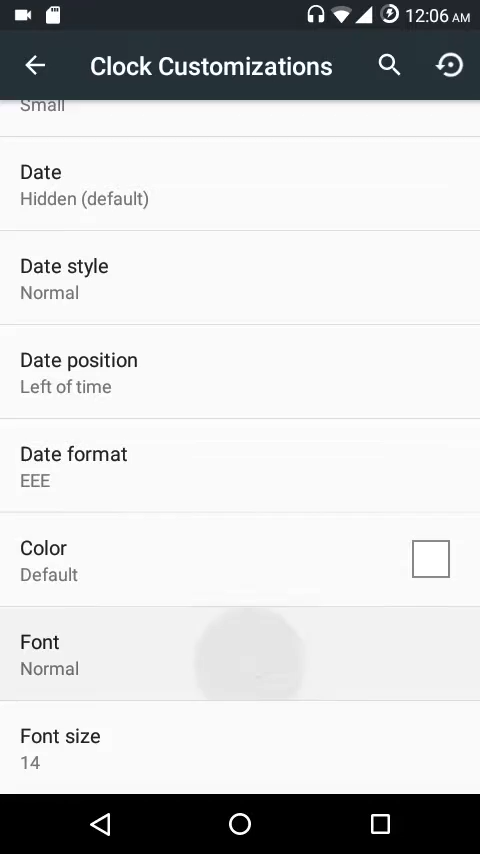 12:06 AM
Clock Customizations
Small
Date
Hidden (default)
Date style
Normal
Date position
Left of time
Date format
EEE
Color
Default
Font
Normal
Font size
14